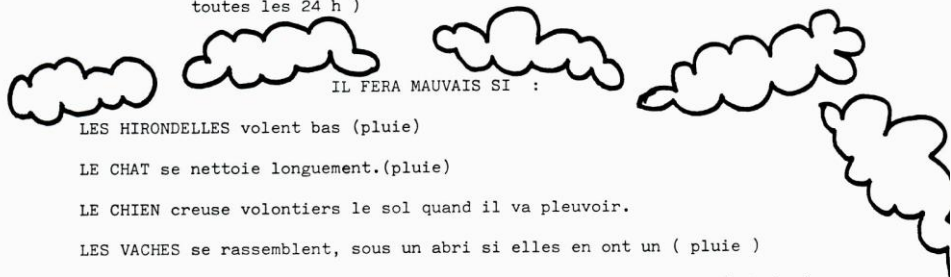 toutes les 24 h )
IL FERA MAUVAIS SI :
LES HIRONDELLES volent bas (pluie)
LE CHAT se nettoie longuement.(pluie)
LE CHIEN creuse volontiers le sol quand il va pleuvoir.
LES VACHES se rassemblent, sous un abri si elles en ont un ( pluie )